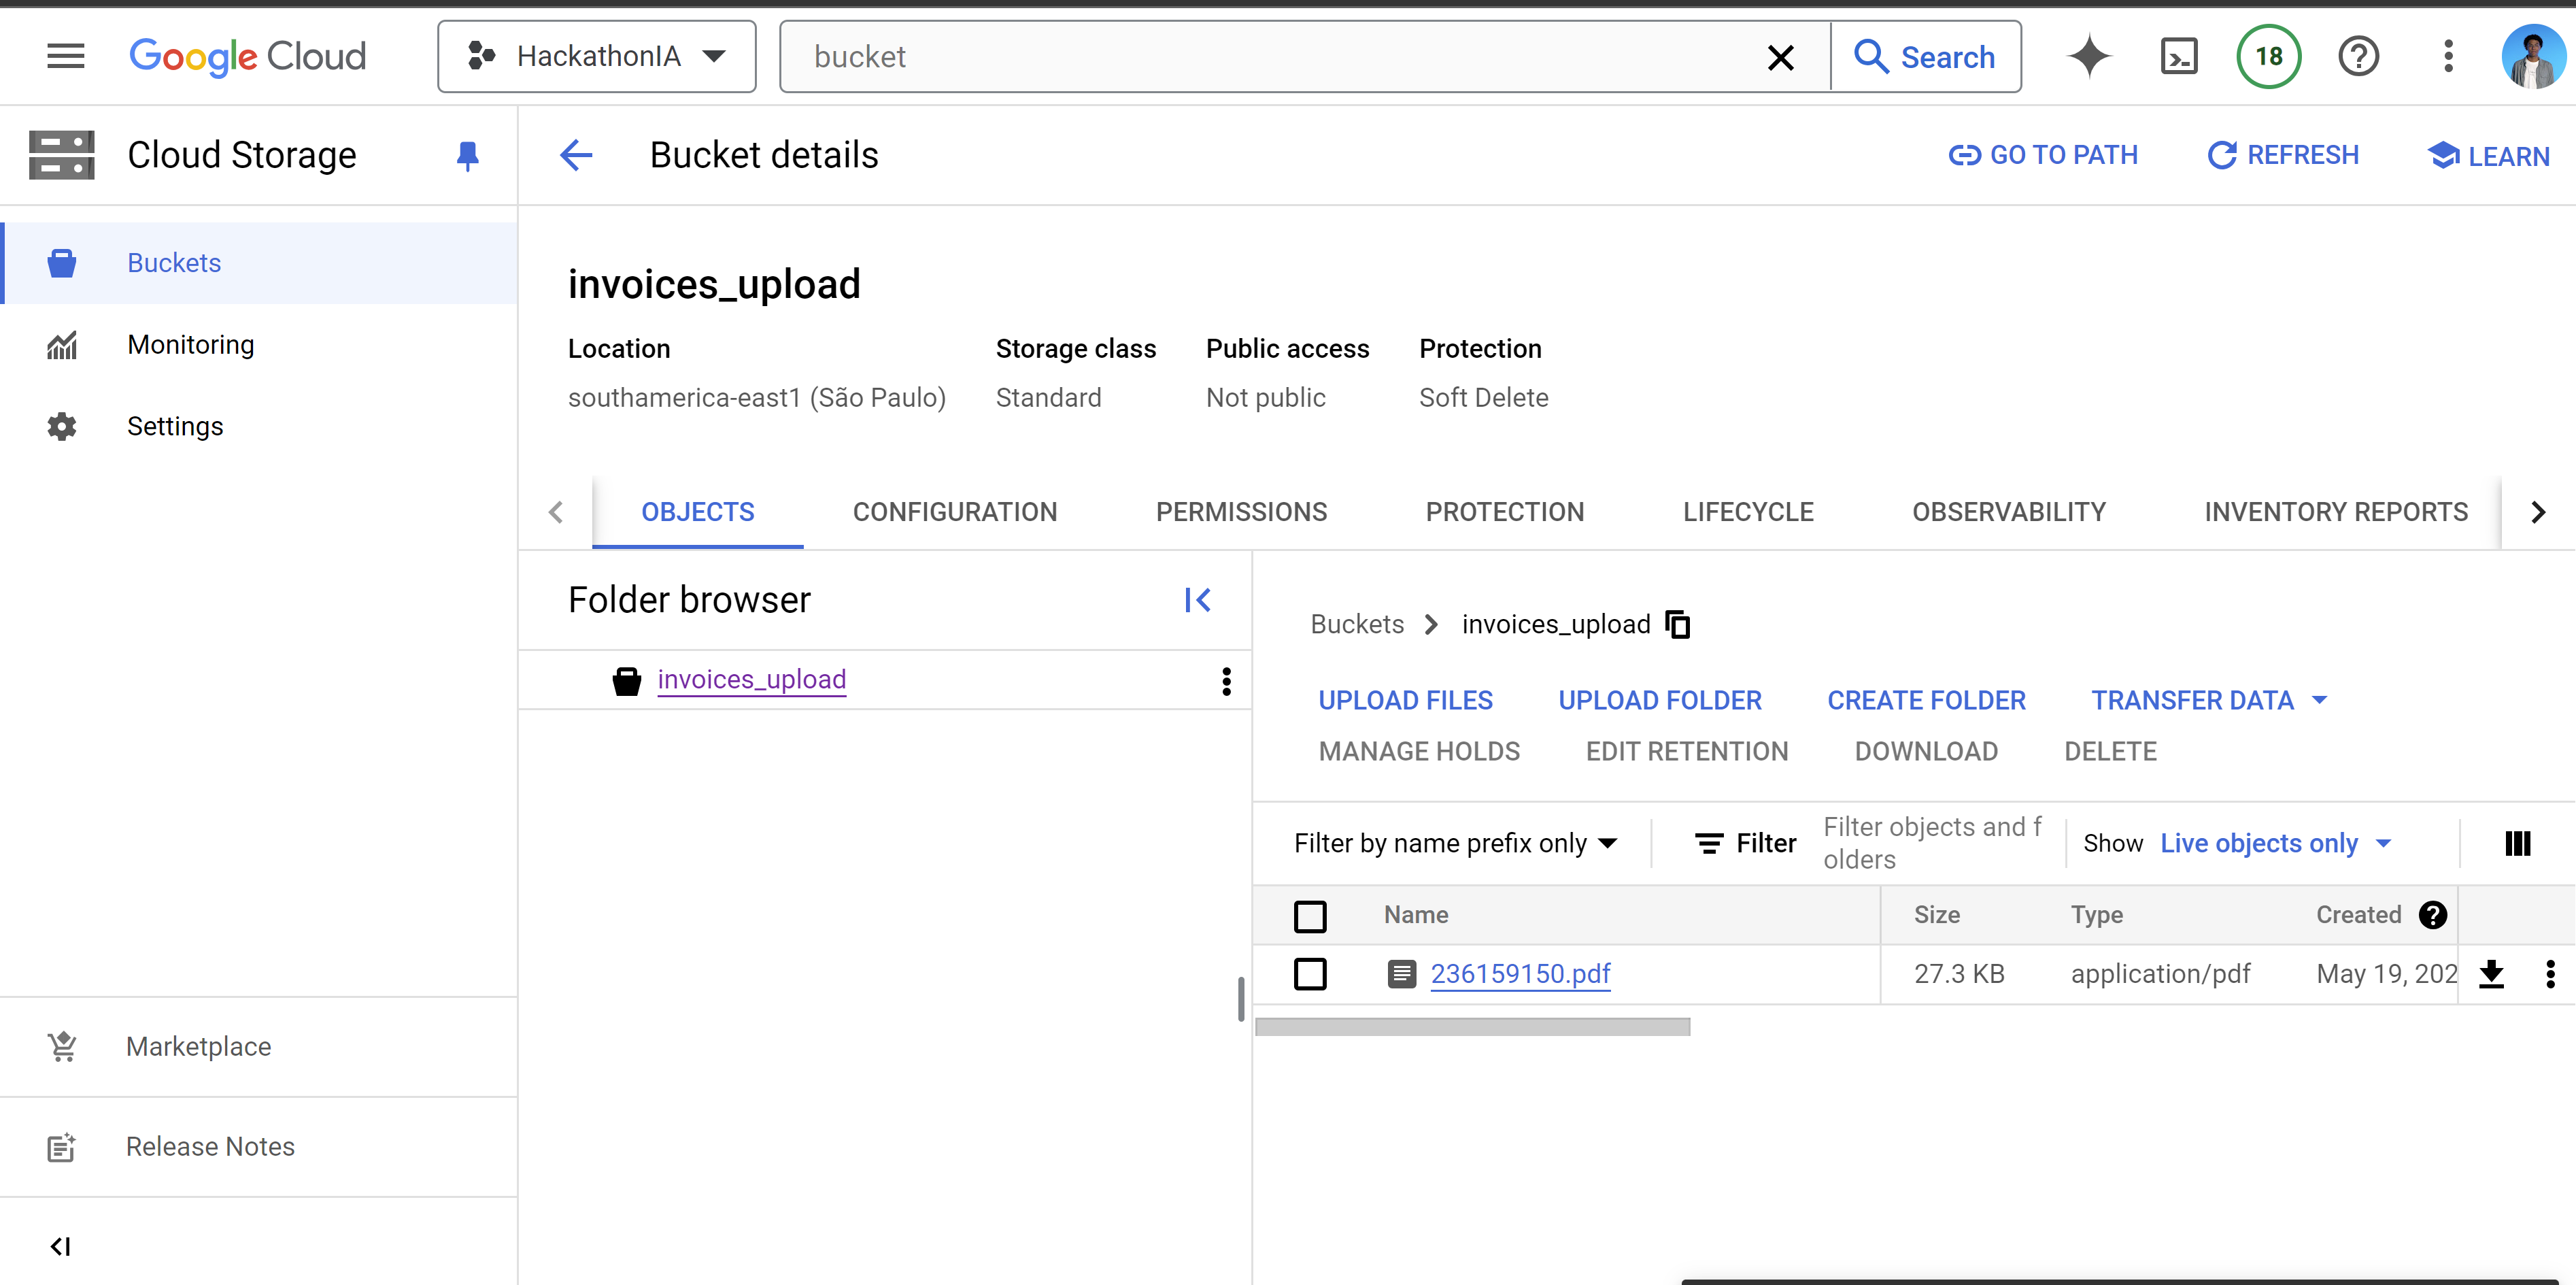 Google Cloud
HackathonIA
bucket
Search
18
Cloud Storage
Bucket details
GO TO PATH
REFRESH
LEARN
Buckets
Monitoring
Settings
Marketplace
Release Notes
invoices_upload
Location
Storage class
Public access
Protection
southamerica-east1 (São Paulo)
Standard
Not public
Soft Delete
OBJECTS
CONFIGURATION
PERMISSIONS
PROTECTION
LIFECYCLE
OBSERVABILITY
INVENTORY REPORTS
Folder browser
invoices_upload
Buckets
invoices_upload
UPLOAD FILES
UPLOAD FOLDER
CREATE FOLDER
TRANSFER DATA
MANAGE HOLDS
EDIT RETENTION
DOWNLOAD
DELETE
Filter by name prefix only
Filter
Filter objects and f
olders
Show
Live objects only
Name
Size
Type
Created
236159150.pdf
27.3 KB
application/pdf
May 19, 202